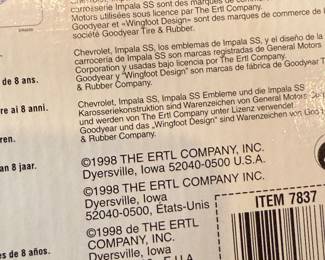 carrosserie Impala SS sont des marques de
Motors utilisées sous licence par The Ertl Company.
Goodyear et «Wingfoot Design» sont des marques de commerce de
société Goodyear Tire & Rubber.
Chevrolet, Impala SS, los emblemas de Impala SS, y el diseño de la
carrocería de Impala SS son marcas registradas de General Motors
Corporation y usadas bajo licencia por The Ertl Company.
Goodyear y "Wingfoot Design" son marcas de fábrica de Goodyear
& Rubber Company.
Chevrolet, Impala SS, Impala SS Embleme und die Impala SS
Karosseriekonstruktion sind Warenzeichen von General Motors
und werden von The Ertl Company unter Lizenz verwendet
Goodyear und das „Wingfoot Design" sind Warenzeichen von
& Rubber Company.
de 8 ans.
re ai 8 anni.
ren.
an 8 jaar.
es de 8 años.
©1998 THE ERTL COMPANY, INC.
Dyersville, Iowa 52040-0500 U.S.A.
©1998 THE ERTL COMPANY, INC.
Dyersville, Iowa
52040-0500, États-Unis
©1998 de THE ERTL
COMPANY, INC.
Dyersville, Iowa
ITEM 7837